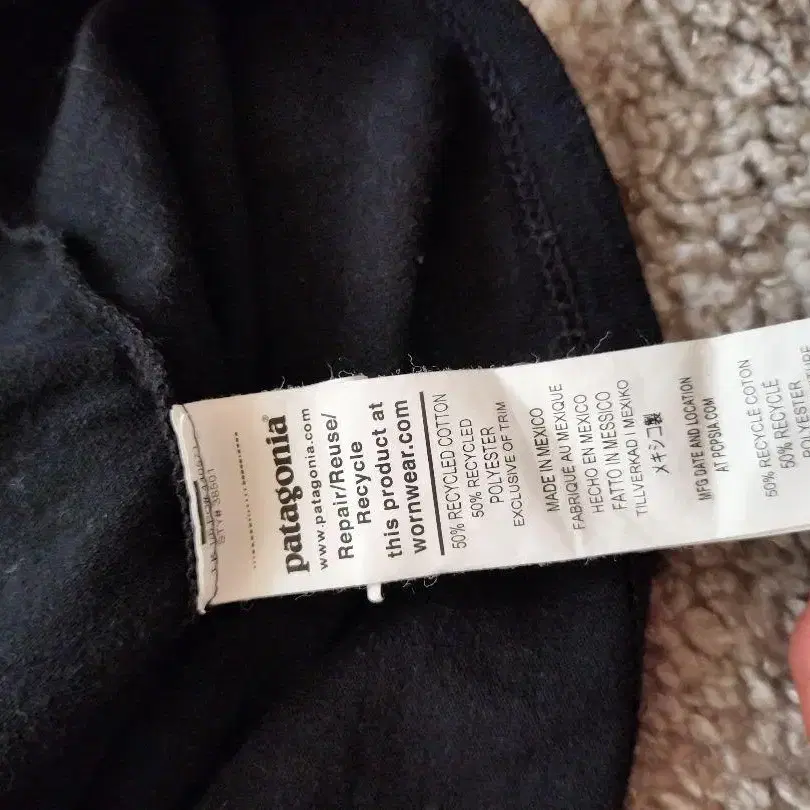 STY# 38501
patagonia®
www.patagonia.com
Repair/Reuse/
Recycle
this product at
wornwear.com
50% RECYCLED COTTON
50% RECYCLED
POLYESTER
EXCLUSIVE OF TRIM
MADE IN MEXICO
FABRIQUÉ AU MEXIQUE
HECHO EN MEXICO
FATTO IN MESSICO
TILLVERKAD I MEXIKO
メキシコ製
MFG DATE AND LOCATION
AT PCPSIA.COM
50% RECYCLÉ COTON
50% RECYCLÉ
POLYESTER